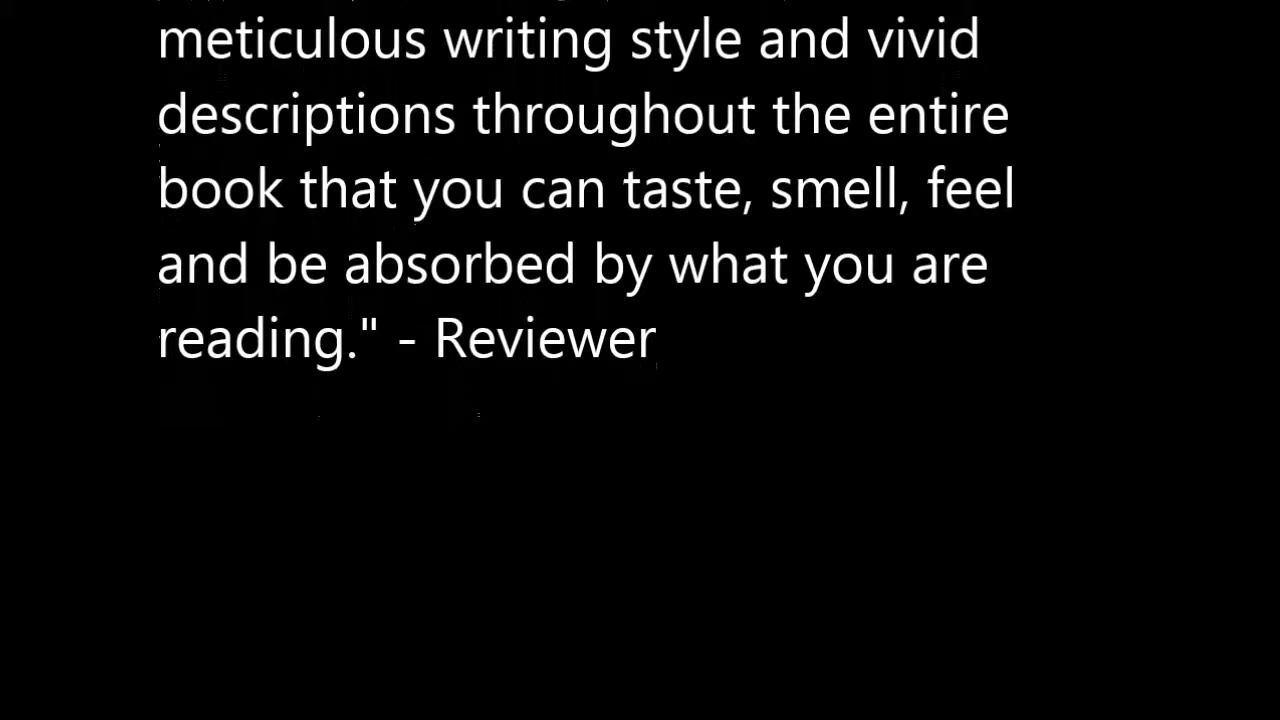 meticulous writing style and vivid
descriptions throughout the entire
book that you can taste, smell, feel
and be absorbed by what you are
reading." - Reviewer